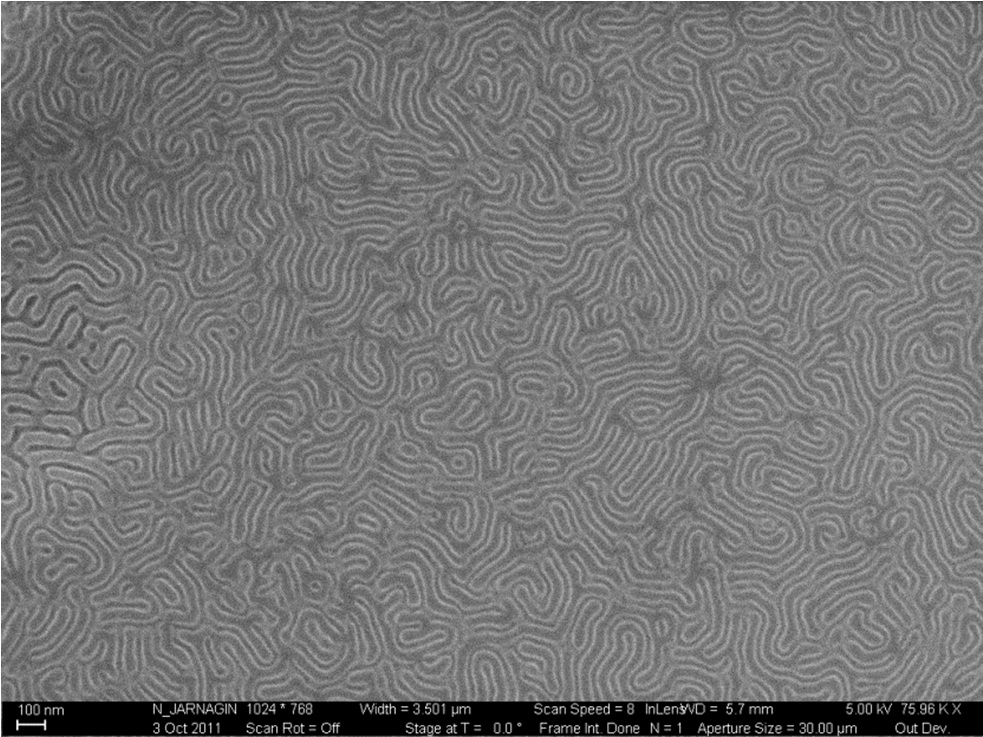 100 nm N_JARNAGIN 1024 * 768 Width = 3.501 µm Scan Speed = 8 InLens WD = 5.7 mm 5.00 kV 75.96 K X
3 Oct 2011 Scan Rot = Off Stage at T = 0.0 ° Frame Int. Done N = 1 Aperture Size = 30.00 µm Out Dev.